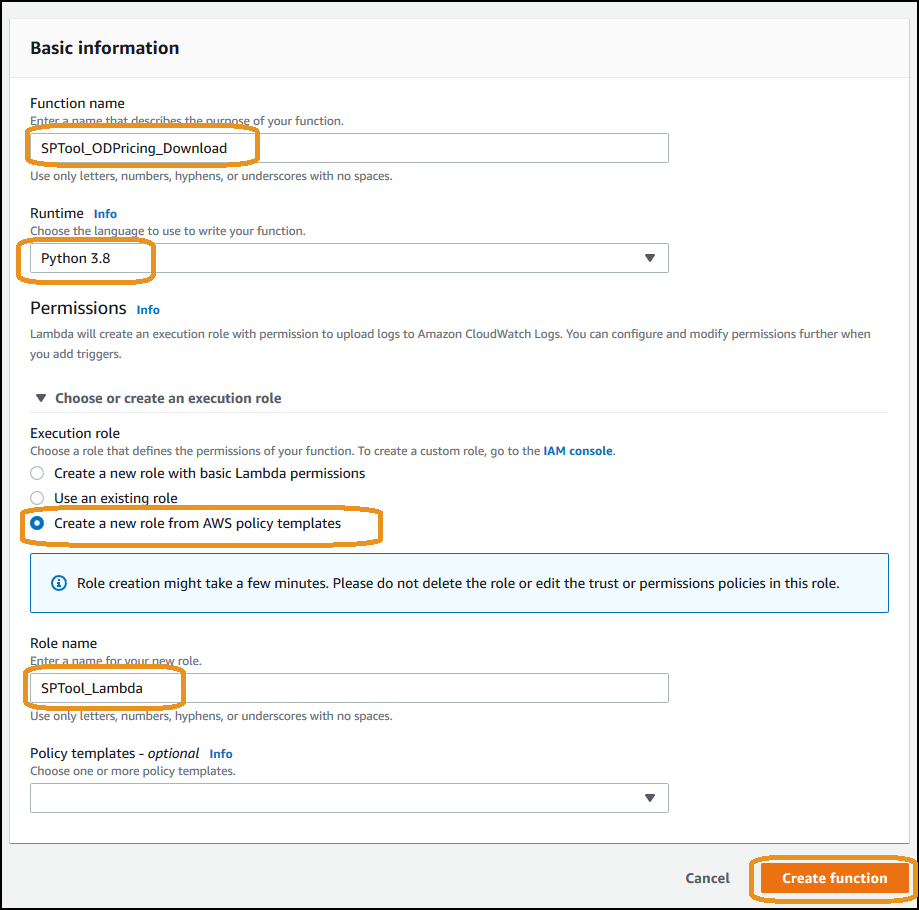 Basic information
Function name
Enter a name that describes the purpose of your function.
SPTool_ODPricing_Download
Use only letters, numbers, hyphens, or underscores with no spaces.
Runtime Info
Choose the language to use to write your function.
Python 3.8
Permissions Info
Lambda will create an execution role with permission to upload logs to Amazon CloudWatch Logs. You can configure and modify permissions further when
you add triggers.
Choose or create an execution role
Execution role
Choose a role that defines the permissions of your function. To create a custom role, go to the IAM console.
Create a new role with basic Lambda permissions
Use an existing role
Create a new role from AWS policy templates
Role creation might take a few minutes. Please do not delete the role or edit the trust or permissions policies in this role.
Role name
Enter a name for your new role.
SPTool_Lambda
Use only letters, numbers, hyphens, or underscores with no spaces.
Policy templates - optional Info
Choose one or more policy templates.
Cancel Create function